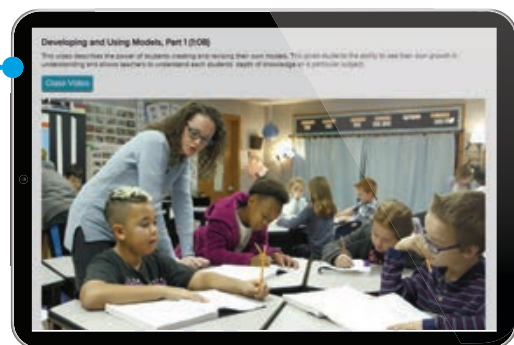 Developing and Using Models, Part 1 (1:08)
This video describes the power of students creating and revising their own models. This gives students the ability to see their own growth in
understanding and allows teachers to understand each students' depth of knowledge on a particular subject.
Class Video